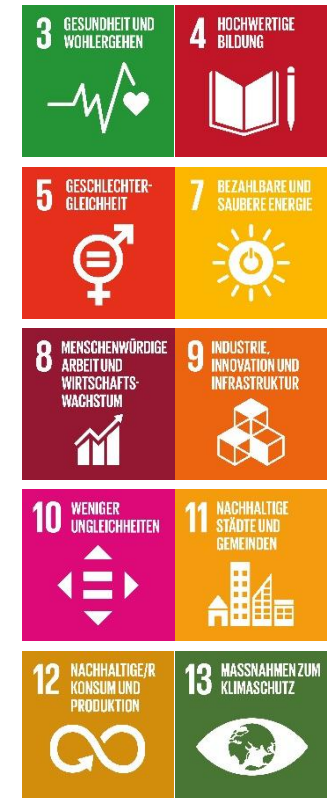 3 GESUNDHEIT UND
WOHLERGEHEN
4 HOCHWERTIGE
BILDUNG
5 GESCHLECHTER-
GLEICHHEIT
7 BEZAHLBARE UND
SAUBERE ENERGIE
8 MENSCHENWÜRDIGE
ARBEIT UND
WIRTSCHAFTS-
WACHSTUM
9 INDUSTRIE,
INNOVATION UND
INFRASTRUKTUR
10 WENIGER
UNGLEICHHEITEN
11 NACHHALTIGE
STÄDTE UND
GEMEINDEN
12 NACHHALTIGE/R
KONSUM UND
PRODUKTION
13 MASSNAHMEN ZUM
KLIMASCHUTZ